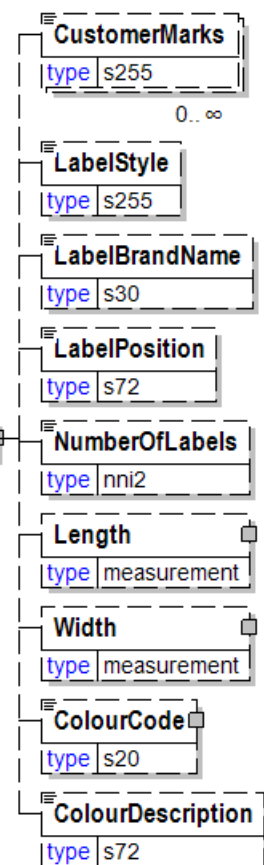 CustomerMarks
type s255
0.. ∞
LabelStyle
type s255
LabelBrandName
type s30
LabelPosition
type s72
NumberOfLabels
type nni2
Length
type measurement
Width
type measurement
ColourCode
type s20
ColourDescription
type s72